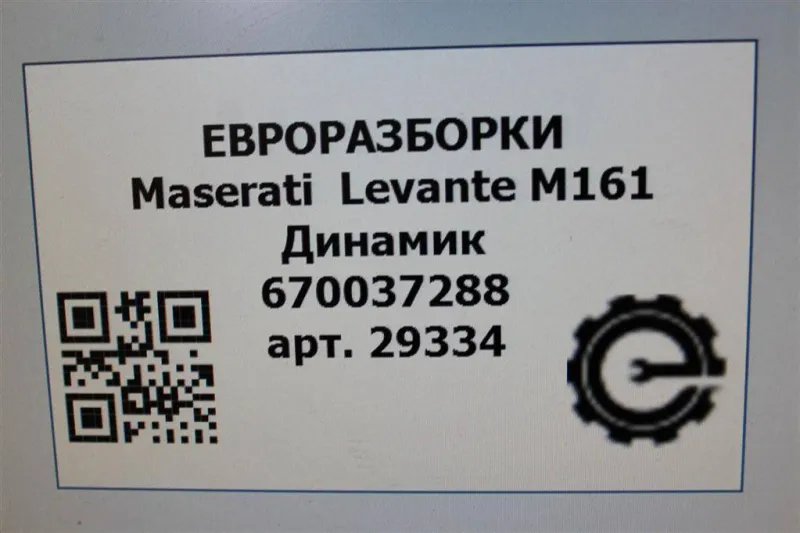 ЕВРОРАЗБОРКИ
Maserati Levante M161
Динамик
670037288
арт. 29334